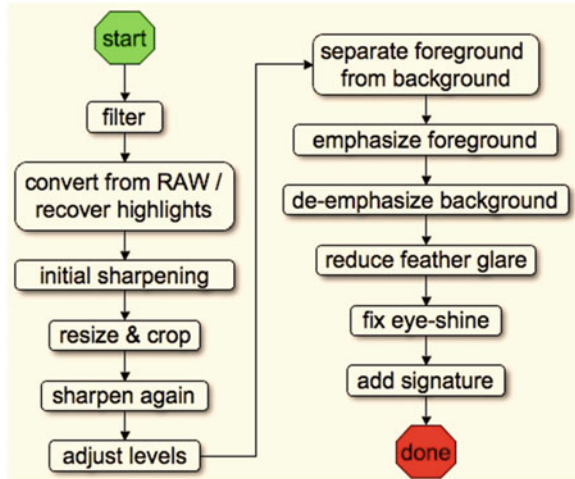 start
filter
convert from RAW /
recover highlights
initial sharpening
resize & crop
sharpen again
adjust levels
separate foreground
from background
emphasize foreground
de-emphasize background
reduce feather glare
fix eye-shine
add signature
done